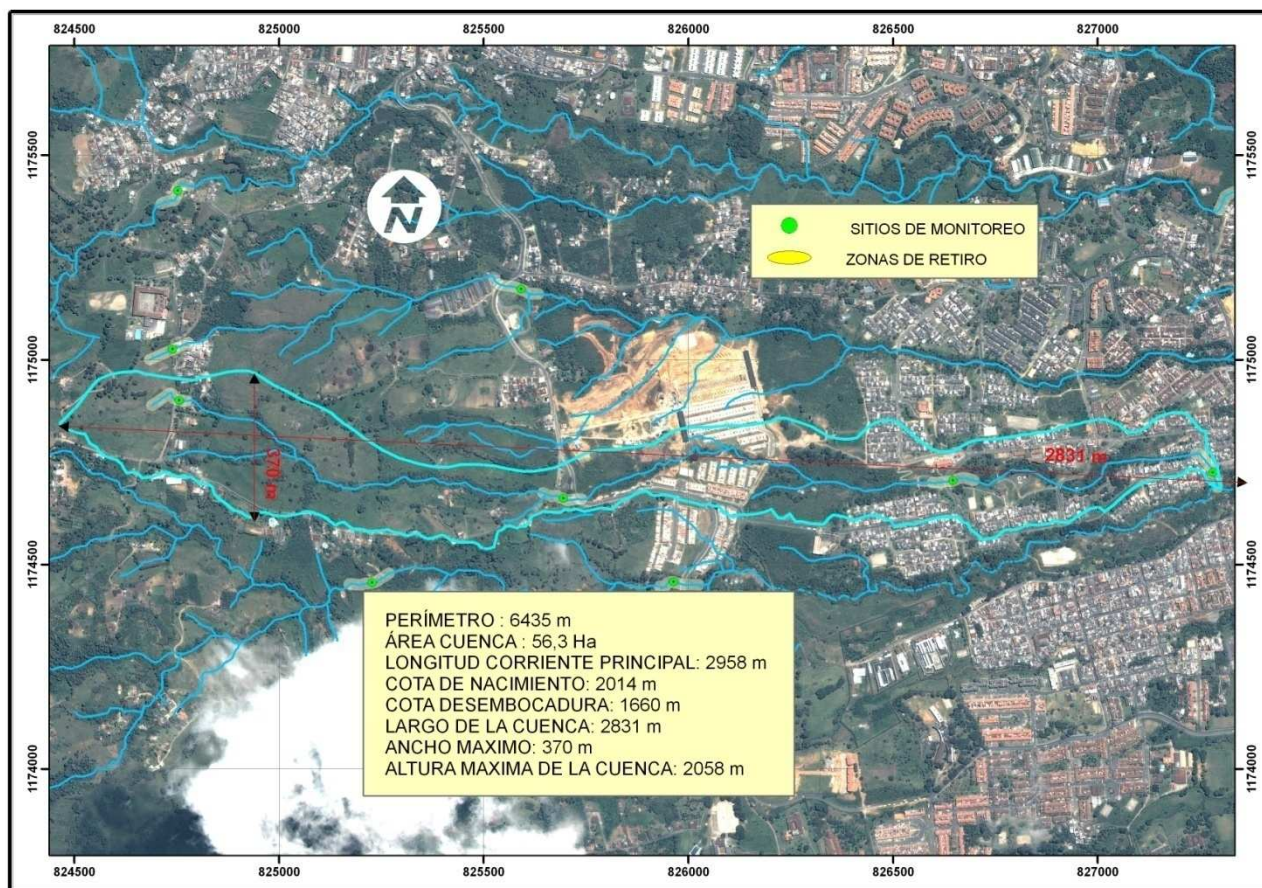 824500 825000 825500 826000 826500 827000
1175500 1175500
N
SITIOS DE MONITOREO
ZONAS DE RETIRO
1175000 1175000
370 m
2831 m
1174500 1174500
PERÍMETRO : 6435 m
ÁREA CUENCA : 56,3 Ha
LONGITUD CORRIENTE PRINCIPAL: 2958 m
COTA DE NACIMIENTO: 2014 m
COTA DESEMBOCADURA: 1660 m
LARGO DE LA CUENCA: 2831 m
ANCHO MAXIMO: 370 m
ALTURA MAXIMA DE LA CUENCA: 2058 m
1174000 1174000
824500 825000 825500 826000 826500 827000